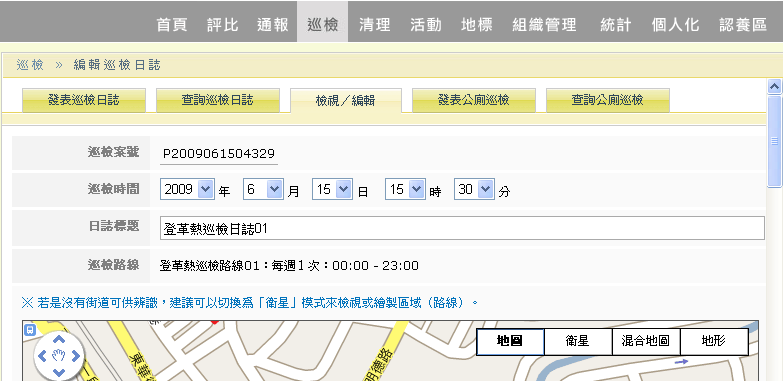 首頁 評比 通報 巡檢 清理 活動 地標 組織管理 統計 個人化 認養區
巡檢 » 編輯巡檢日誌
發表巡檢日誌 查詢巡檢日誌 檢視／編輯 發表公廁巡檢 查詢公廁巡檢
巡檢案號 P2009061504329
巡檢時間 2009 年 6 月 15 日 15 時 30 分
日誌標題 登革熱巡檢日誌01
巡檢路線 登革熱巡檢路線01：每週1次：00:00 - 23:00
※ 若是沒有街道可供辨識，建議可以切換為「衛星」模式來檢視或繪製區域（路線）。
地圖 衛星 混合地圖 地形
東華街
明德路